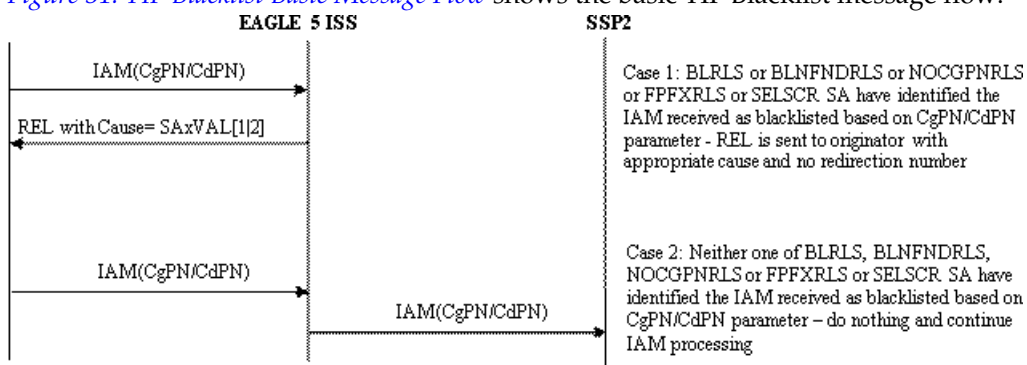 Figure 31: TIF Blacklist Basic Message Flow shows the basic TIF Blacklist message flow.
EAGLE 5 ISS
SSP2
IAM(CgPN/CdPN)
REL with Cause= SAxVAL[1|2]
Case 1: BLRLS or BLNFNDRLS or NOCGPNRLS
or FPFXRLS or SELSCR SA have identified the
IAM received as blacklisted based on CgPN/CdPN
parameter - REL is sent to originator with
appropriate cause and no redirection number
IAM(CgPN/CdPN)
IAM(CgPN/CdPN)
Case 2: Neither one of BLRLS, BLNFNDRLS,
NOCGPNRLS or FPFXRLS or SELSCR SA have
identified the IAM received as blacklisted based on
CgPN/CdPN parameter – do nothing and continue
IAM processing